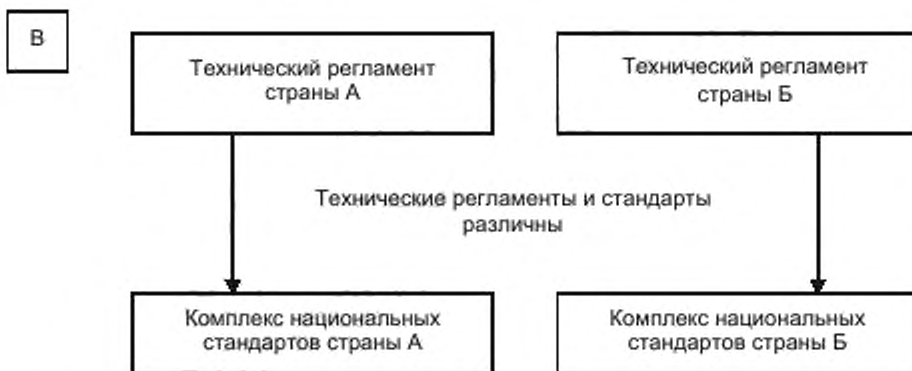 В
Технический регламент
страны А
Технический регламент
страны Б
Технические регламенты и стандарты
различны
Комплекс национальных
стандартов страны А
Комплекс национальных
стандартов страны Б